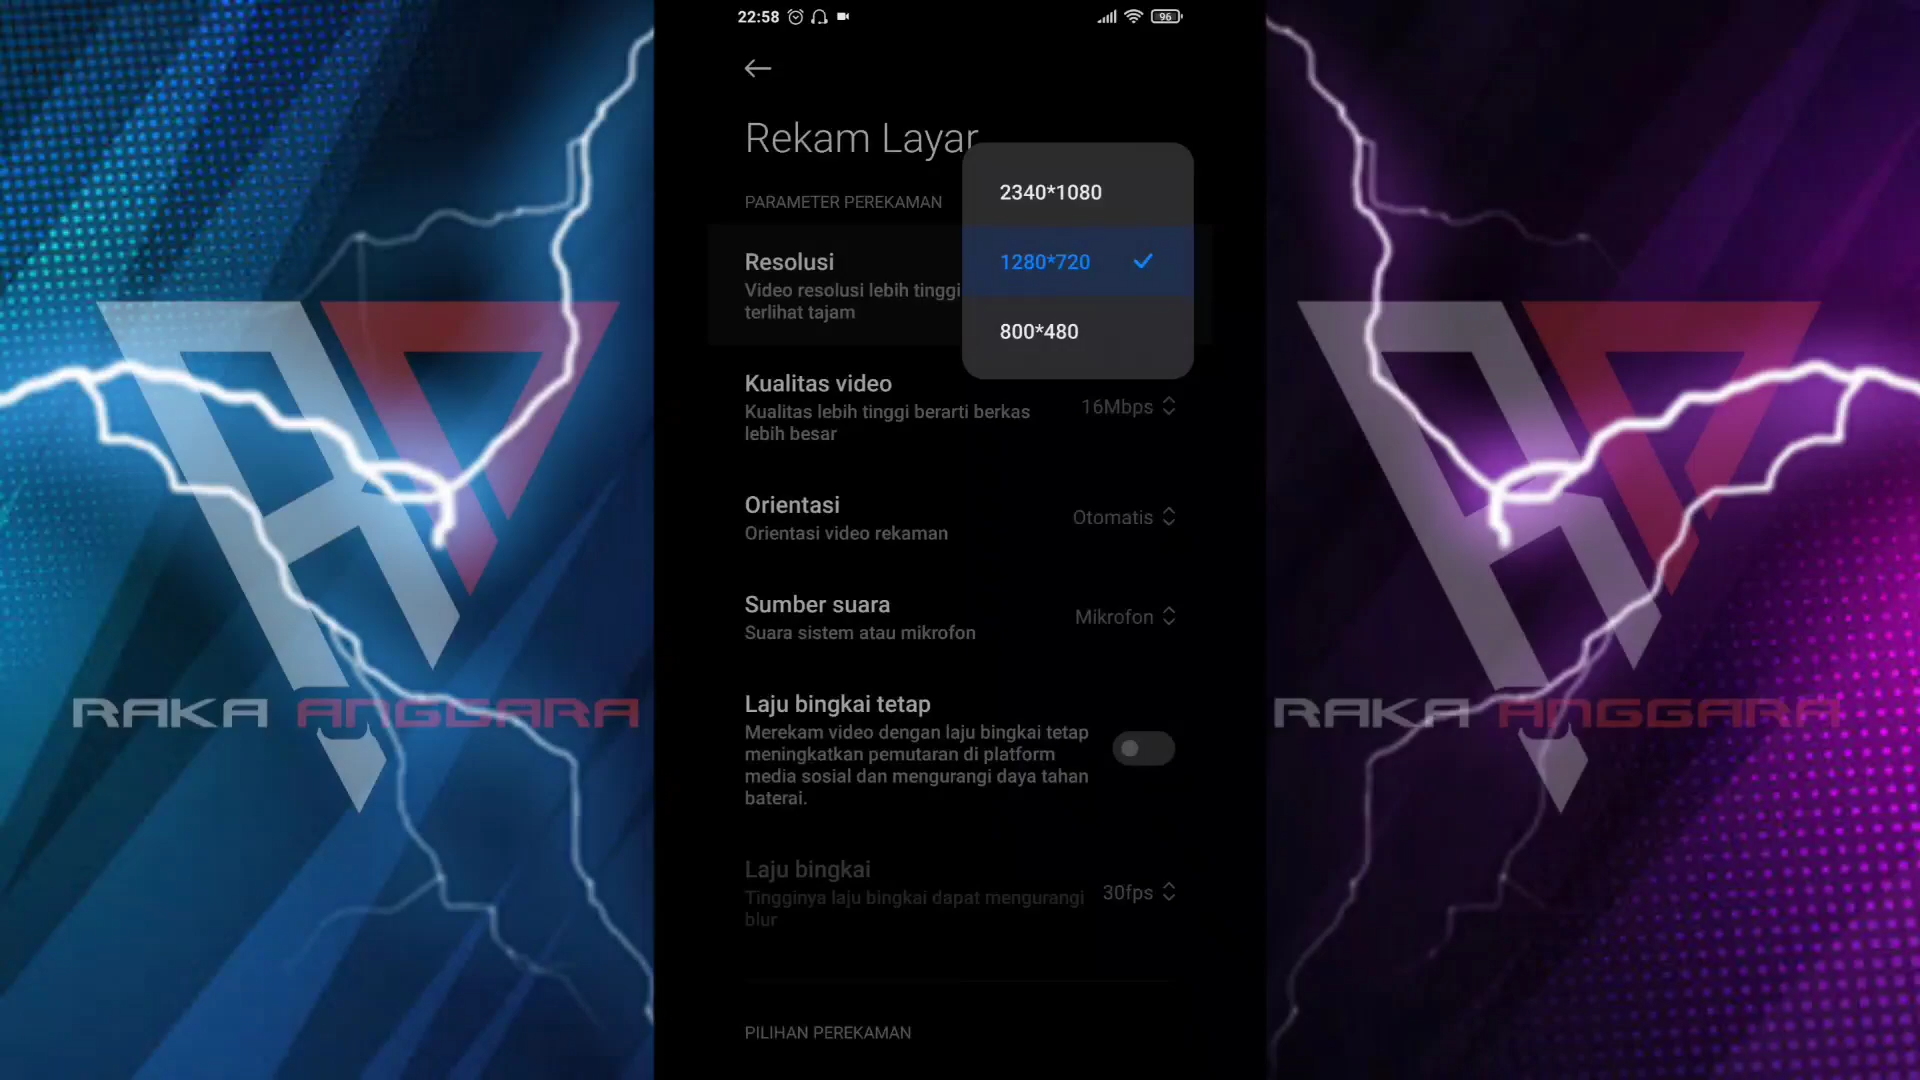 22:58
96
Rekam Layar
PARAMETER PEREKAMAN
2340*1080
1280*720
800*480
Resolusi
Video resolusi lebih tinggi
terlihat tajam
Kualitas video
Kualitas lebih tinggi berarti berkas
lebih besar
16Mbps
Orientasi
Orientasi video rekaman
Otomatis
Sumber suara
Suara sistem atau mikrofon
Mikrofon
Laju bingkai tetap
Merekam video dengan laju bingkai tetap
meningkatkan pemutaran di platform
media sosial dan mengurangi daya tahan
baterai.
Laju bingkai
Tingginya laju bingkai dapat mengurangi
blur
30fps
PILIHAN PEREKAMAN
RAKA ANGGARA
RAKA ANGGARA